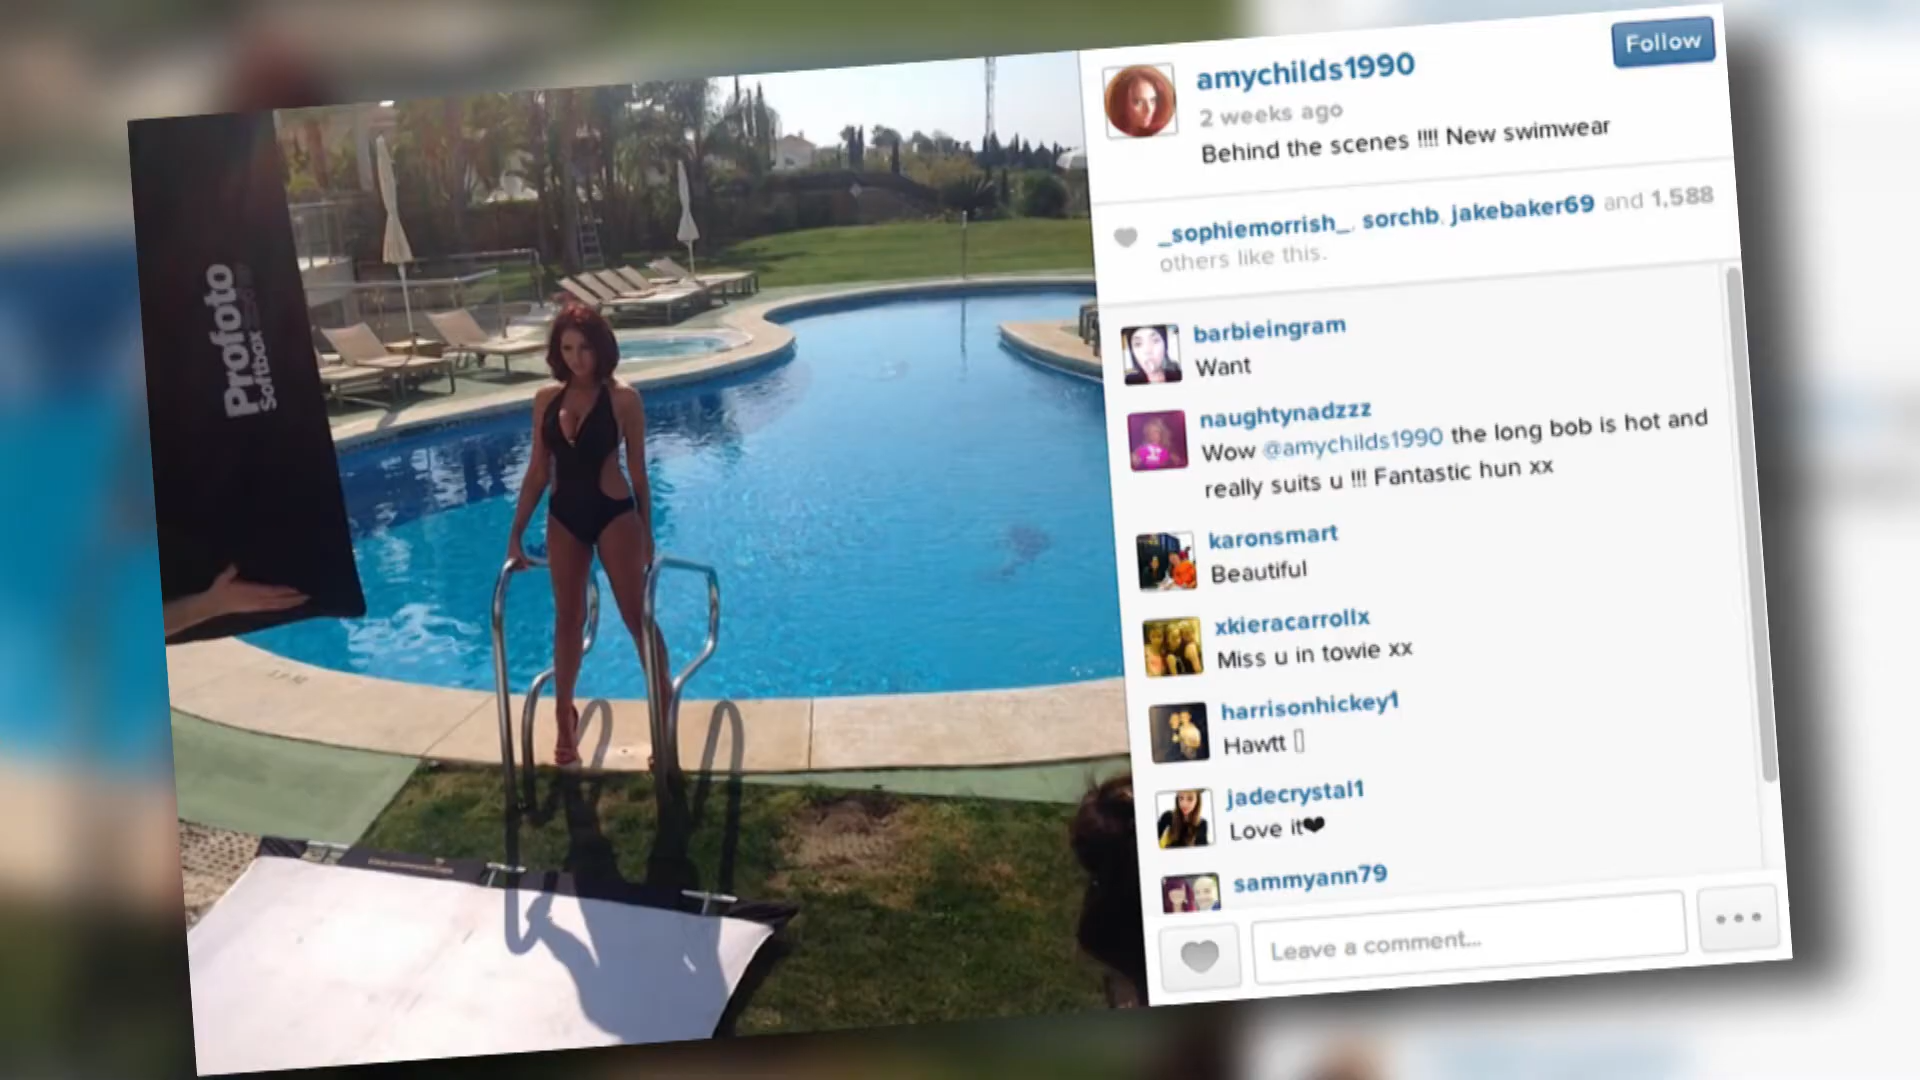 Profoto
Softbox
amychilds1990
Follow
2 weeks ago
Behind the scenes !!!! New swimwear
_sophiemorrish_, sorchb, jakebaker69 and 1,588
others like this.
barbieingram
Want
naughtynadzzz
Wow @amychilds1990 the long bob is hot and
really suits u !!! Fantastic hun xx
karonsmart
Beautiful
xkieracarrollx
Miss u in towie xx
harrisonhickey1
Hawtt
jadecrystal1
Love it❤
sammyann79
Leave a comment...